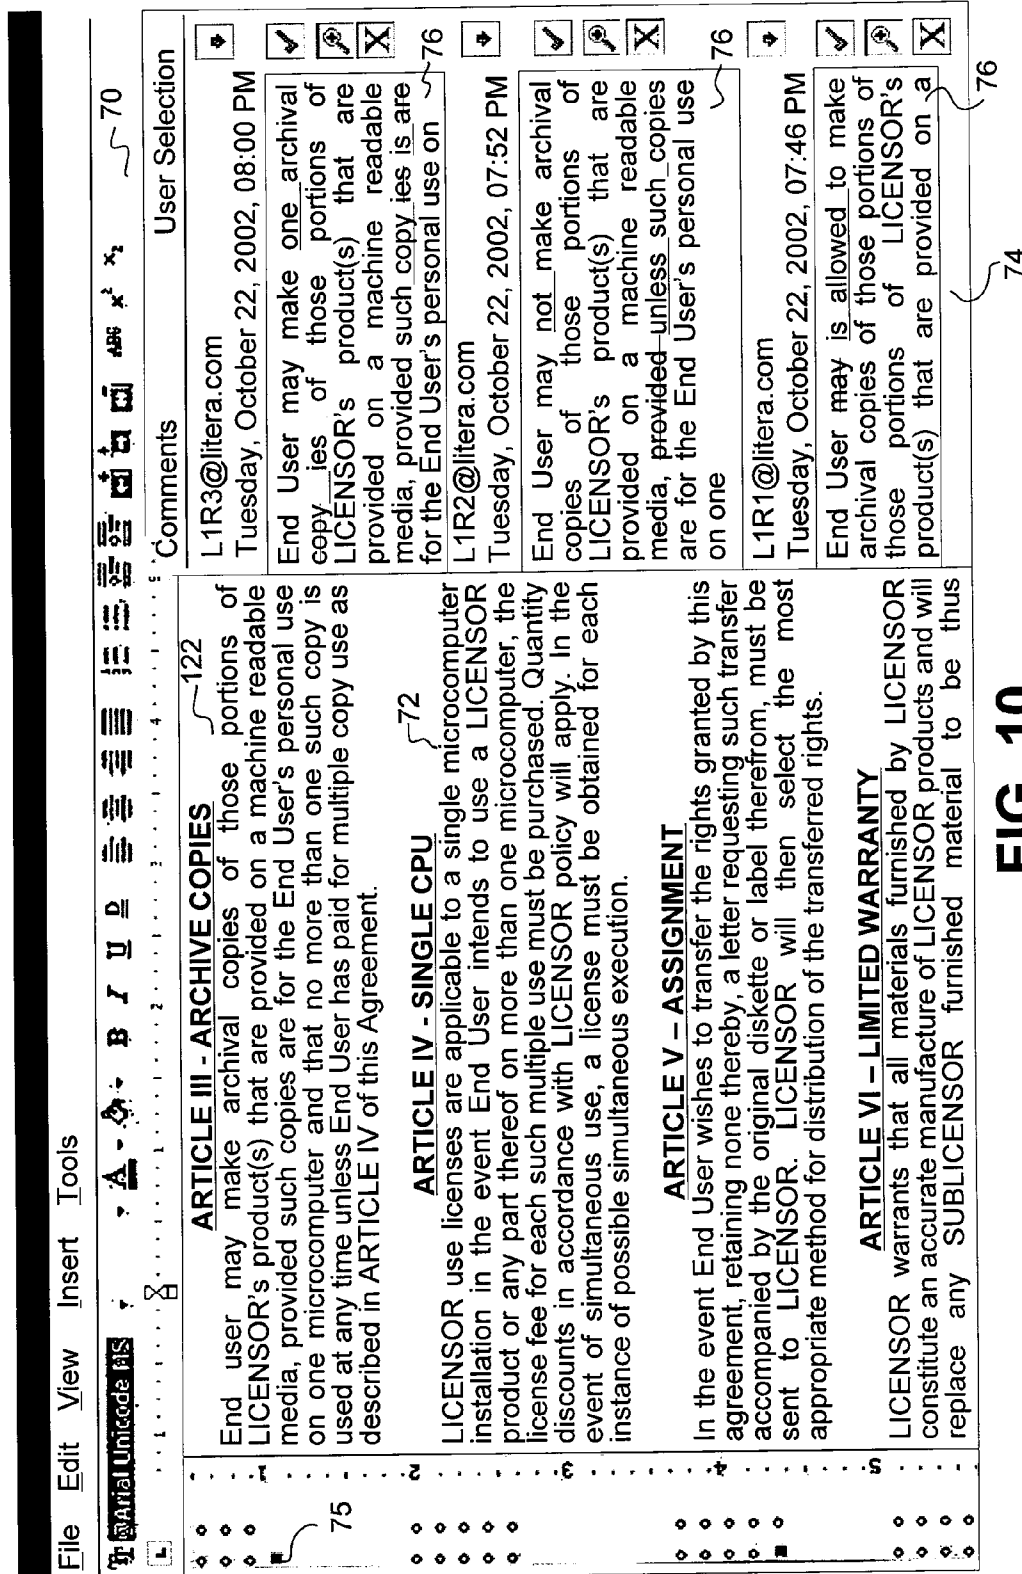 File Edit View Insert Tools
@Arial Unicode MS A B I U D ABC x² x₂
70
L 1 1 2 3 4 5
Comments User Selection
ARTICLE III - ARCHIVE COPIES
122
End user may make archival copies of those portions of
LICENSOR's product(s) that are provided on a machine readable
media, provided such copies are for the End User's personal use
on one microcomputer and that no more than one such copy is
used at any time unless End User has paid for multiple copy use as
described in ARTICLE IV of this Agreement.
ARTICLE IV - SINGLE CPU
72
LICENSOR use licenses are applicable to a single microcomputer
installation in the event End User intends to use a LICENSOR
product or any part thereof on more than one microcomputer, the
license fee for each such multiple use must be purchased. Quantity
discounts in accordance with LICENSOR policy will apply. In the
event of simultaneous use, a license must be obtained for each
instance of possible simultaneous execution.
ARTICLE V – ASSIGNMENT
In the event End User wishes to transfer the rights granted by this
agreement, retaining none thereby, a letter requesting such transfer
accompanied by the original diskette or label therefrom, must be
sent to LICENSOR. LICENSOR will then select the most
appropriate method for distribution of the transferred rights.
ARTICLE VI – LIMITED WARRANTY
LICENSOR warrants that all materials furnished by LICENSOR
constitute an accurate manufacture of LICENSOR products and will
replace any SUBLICENSOR furnished material to be thus
1
2
3
4
5
75
L1R3@litera.com
Tuesday, October 22, 2002, 08:00 PM
End User may make one archival
copy ies of those portions of
LICENSOR's product(s) that are
provided on a machine readable
media, provided such copy ies is are
for the End User's personal use on
76
L1R2@litera.com
Tuesday, October 22, 2002, 07:52 PM
End User may not make archival
copies of those portions of
LICENSOR's product(s) that are
provided on a machine readable
media, provided unless such copies
are for the End User's personal use
on one
76
L1R1@litera.com
Tuesday, October 22, 2002, 07:46 PM
End User may is allowed to make
archival copies of those portions of
those portions of LICENSOR's
product(s) that are provided on a
76
74
FIG. 10